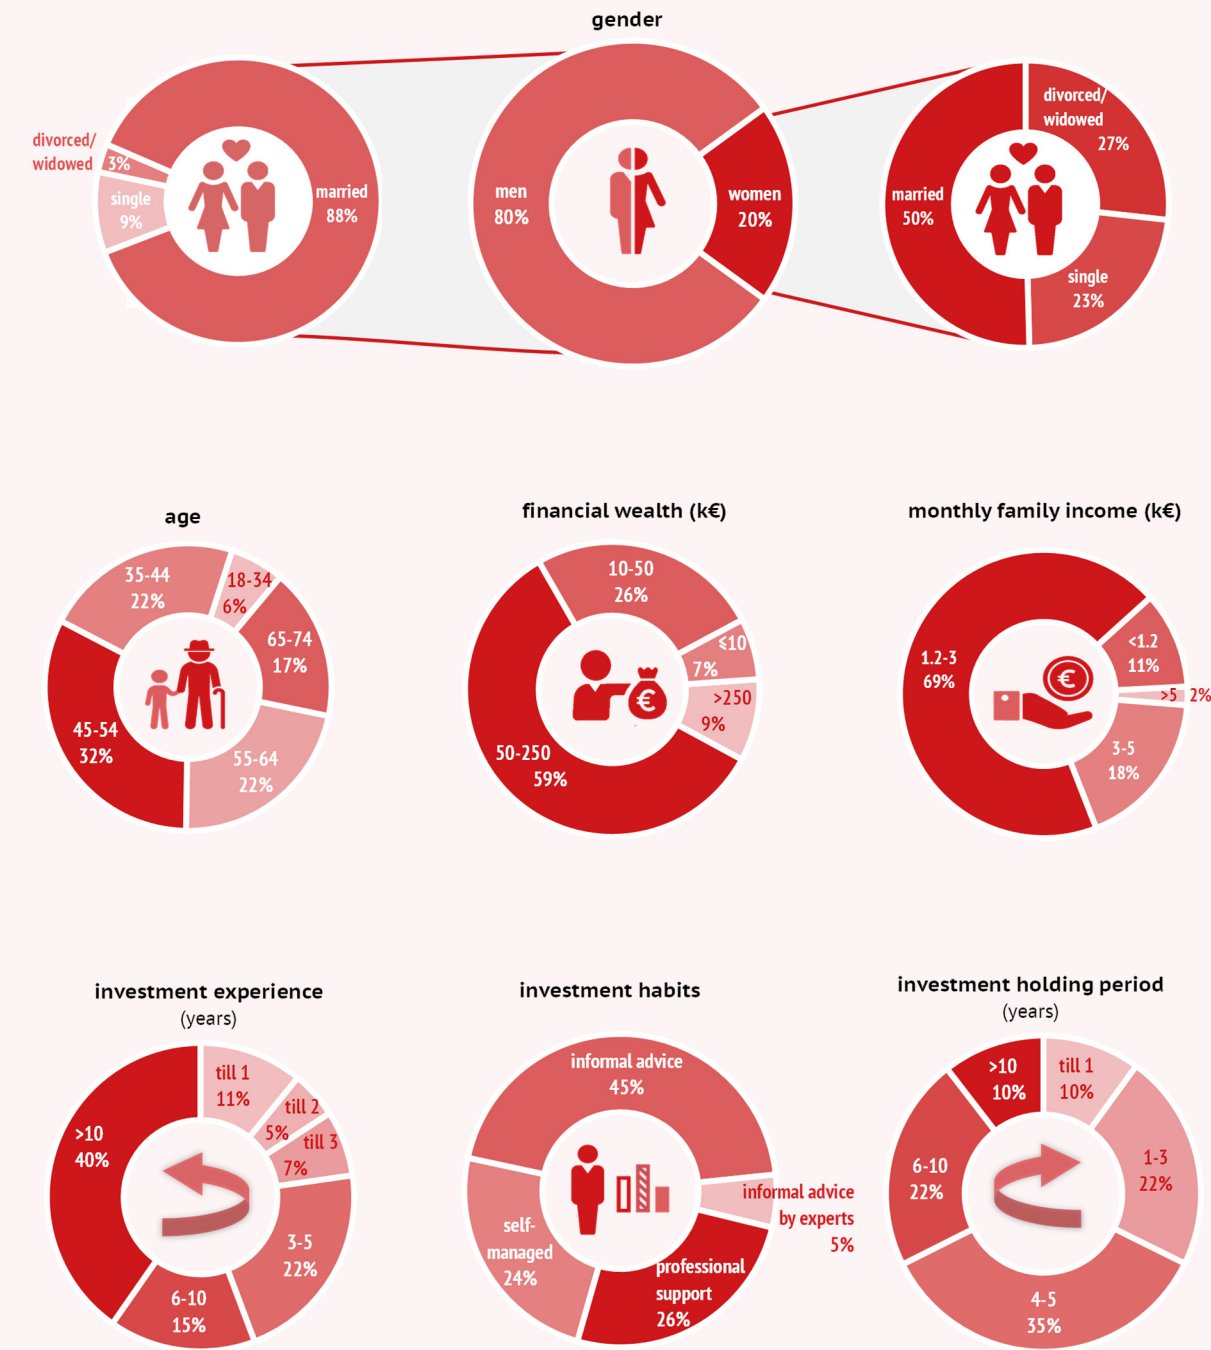 gender
divorced/
widowed
3%
single
9%
married
88%
men
80%
women
20%
married
50%
divorced/
widowed
27%
single
23%
age
35-44
22%
18-34
6%
65-74
17%
45-54
32%
55-64
22%
financial wealth (k€)
10-50
26%
≤10
7%
>250
9%
50-250
59%
€
monthly family income (k€)
1.2-3
69%
<1.2
11%
>5 2%
3-5
18%
€
investment experience
(years)
till 1
11%
till 2
5%
till 3
7%
>10
40%
3-5
22%
6-10
15%
investment habits
informal advice
45%
informal advice
by experts
5%
self-
managed
24%
professional
support
26%
investment holding period
(years)
>10
10%
till 1
10%
6-10
22%
1-3
22%
4-5
35%